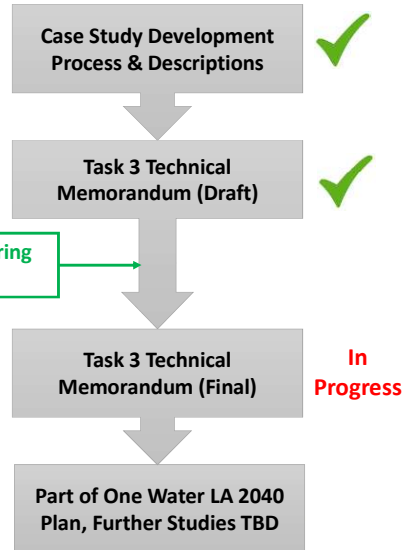 Case Study Development
Process & Descriptions
Task 3 Technical
Memorandum (Draft)
Task 3 Technical
Memorandum (Final)
In
Progress
Part of One Water LA 2040
Plan, Further Studies TBD